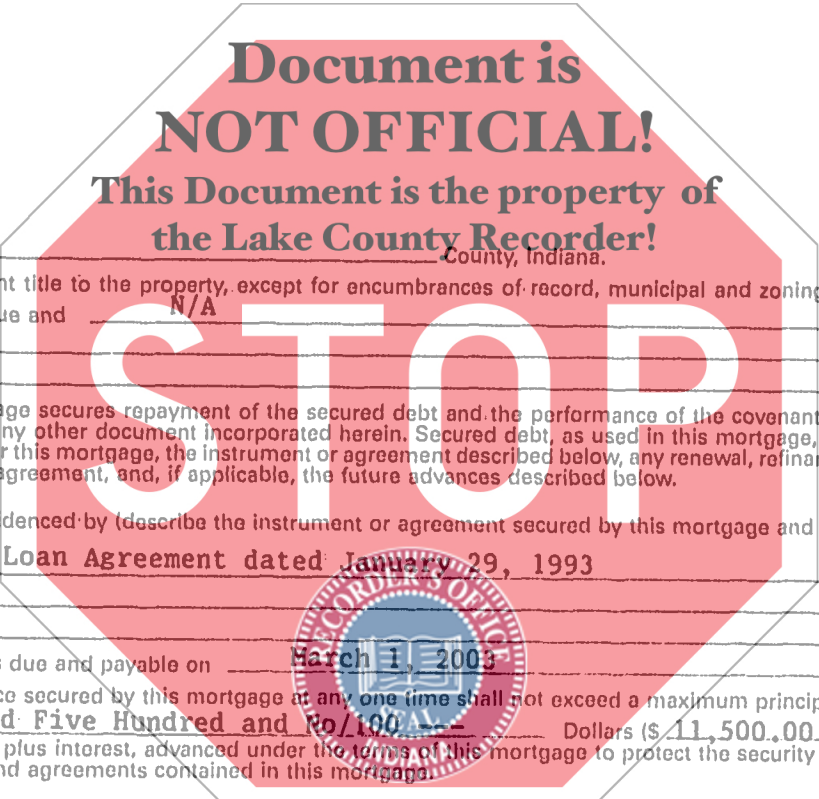 Document is
NOT OFFICIAL!
This Document is the property of
the Lake County Recorder!
County, Indiana.
nt title to the property, except for encumbrances of record, municipal and zoning
ue and N/A
STOP
age secures repayment of the secured debt and the performance of the covenant
ny other document incorporated herein. Secured debt, as used in this mortgage,
r this mortgage, the instrument or agreement described below, any renewal, refinan
agreement, and, if applicable, the future advances described below.
denced by (describe the instrument or agreement secured by this mortgage and
Loan Agreement dated January 29, 1993
RECORDER'S OFFICE
SEAL
INDIANA
s due and payable on March 1, 2003
ce secured by this mortgage at any one time shall not exceed a maximum princip
d Five Hundred and No/100 Dollars ($ 11,500.00
plus interest, advanced under the terms of this mortgage to protect the security
nd agreements contained in this mortgage.